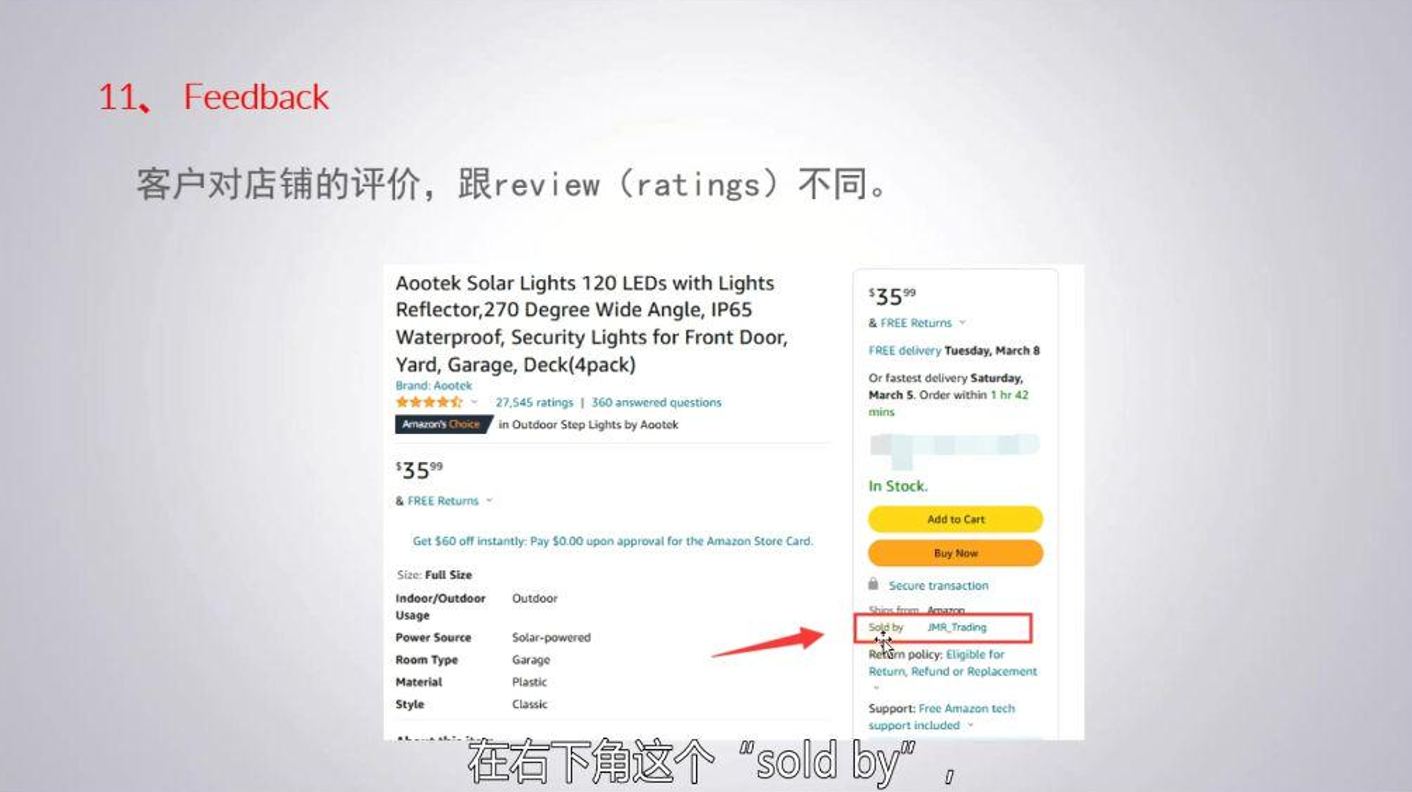 11、 Feedback
客户对店铺的评价，跟review（ratings）不同。
Aootek Solar Lights 120 LEDs with Lights
Reflector,270 Degree Wide Angle, IP65
Waterproof, Security Lights for Front Door,
Yard, Garage, Deck(4pack)
Brand: Aootek
27,545 ratings | 360 answered questions
Amazon's Choice in Outdoor Step Lights by Aootek
$3599
& FREE Returns
Get $60 off instantly: Pay $0.00 upon approval for the Amazon Store Card.
Size: Full Size
Indoor/Outdoor Outdoor
Usage
Power Source Solar-powered
Room Type Garage
Material Plastic
Style Classic
About this item
$3599
& FREE Returns
FREE delivery Tuesday, March 8
Or fastest delivery Saturday,
March 5. Order within 1 hr 42
mins
In Stock.
Add to Cart
Buy Now
Secure transaction
Ships from Amazon
Sold by JMR_Trading
Return policy: Eligible for
Return, Refund or Replacement
Support: Free Amazon tech
support included
在右下角这个“sold by”，